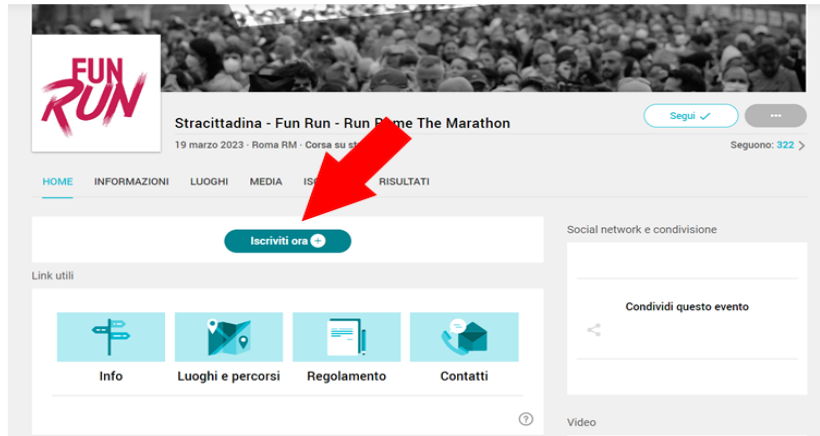 FUN
RUN
Stracittadina - Fun Run - Run me The Marathon
19 marzo 2023 · Roma RM · Corsa su
Segui
Seguono: 322
HOME INFORMAZIONI LUOGHI MEDIA RISULTATI
Iscriviti ora
Social network e condivisione
Link utili
Condividi questo evento
Info Luoghi e percorsi Regolamento Contatti
Video